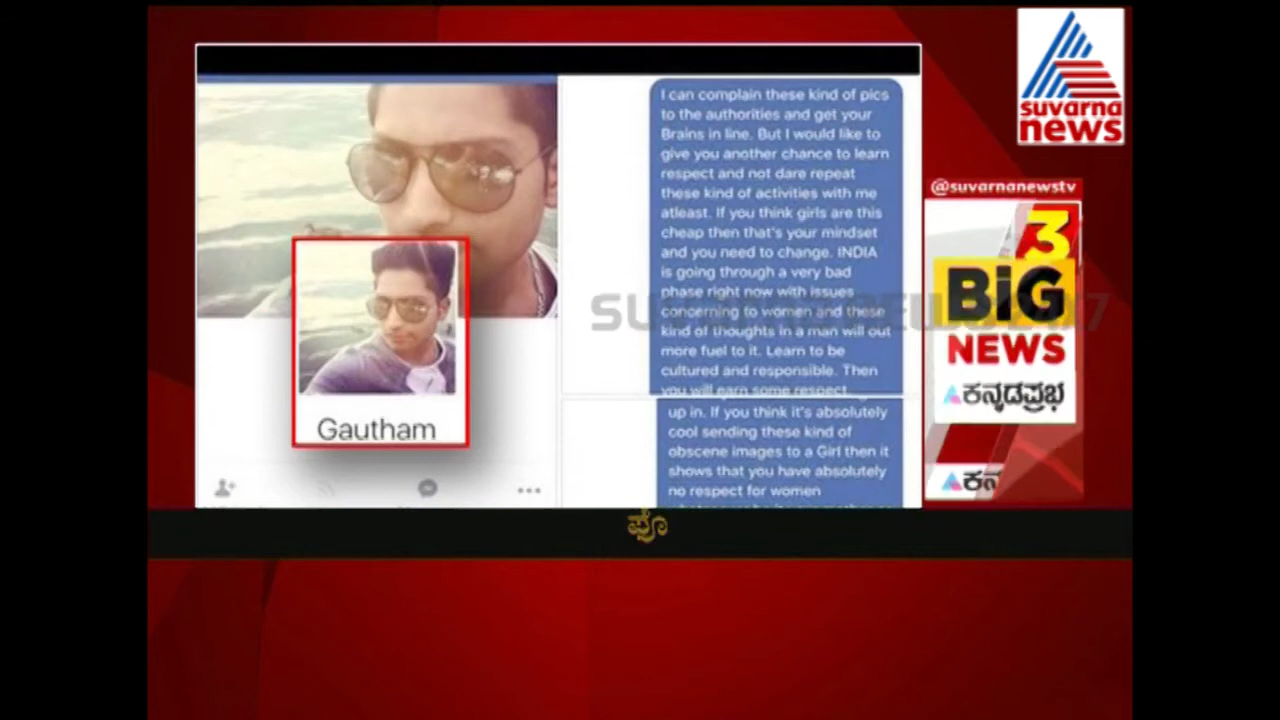 suvarna
news
@suvarnanewstv
3
BiG
NEWS
ಕನ್ನಡಪ್ರಭ
ಕನ
I can complain these kind of pics
to the authorities and get your
Brains in line. But I would like to
give you another chance to learn
respect and not dare repeat
these kind of activities with me
atleast. If you think girls are this
cheap then that's your mindset
and you need to change. INDIA
is going through a very bad
phase right now with issues
concerning to women and these
kind of thoughts in a man will out
more fuel to it. Learn to be
cultured and responsible. Then
you will earn some respect
up in. If you think it's absolutely
cool sending these kind of
obscene images to a Girl then it
shows that you have absolutely
no respect for women
Gautham
ಫೊ